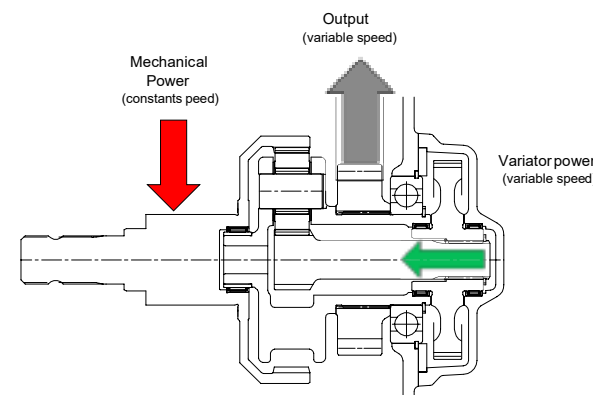 Output
(variable speed)
Mechanical
Power
(constants peed)
Variator power
(variable speed